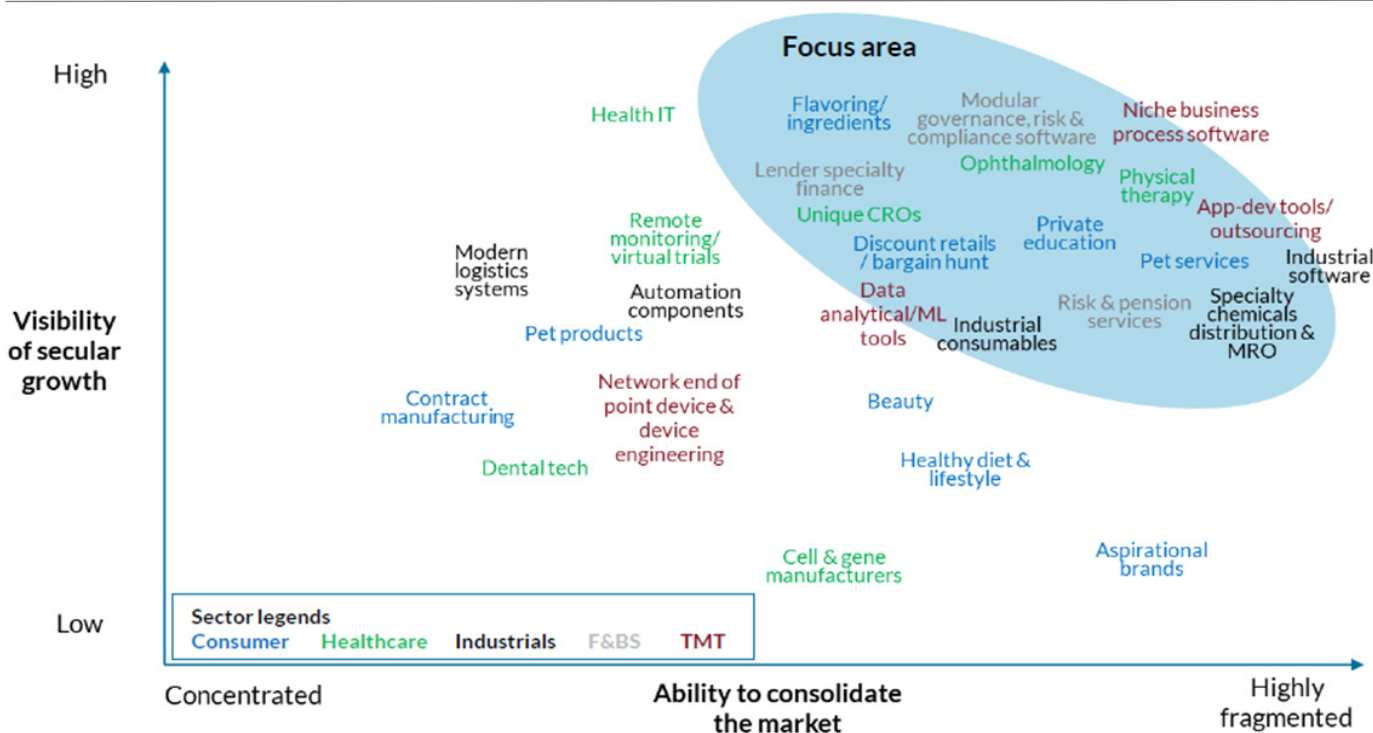 Focus area
High
Health IT
Flavoring/
ingredients
Modular
governance, risk &
compliance software
Niche business
process software
Lender specialty
finance
Ophthalmology
Physical
therapy
Unique CROs
App-dev tools/
outsourcing
Remote
monitoring/
virtual trials
Discount retails
/ bargain hunt
Private
education
Modern
logistics
systems
Pet services
Industrial
software
Automation
components
Data
analytical/ML
tools
Industrial
consumables
Risk & pension
services
Specialty
chemicals
distribution &
MRO
Pet products
Visibility
of secular
growth
Contract
manufacturing
Network end of
point device &
device
engineering
Beauty
Dental tech
Healthy diet &
lifestyle
Cell & gene
manufacturers
Aspirational
brands
Low
Sector legends
Consumer Healthcare Industrials F&BS TMT
Concentrated
Ability to consolidate
the market
Highly
fragmented